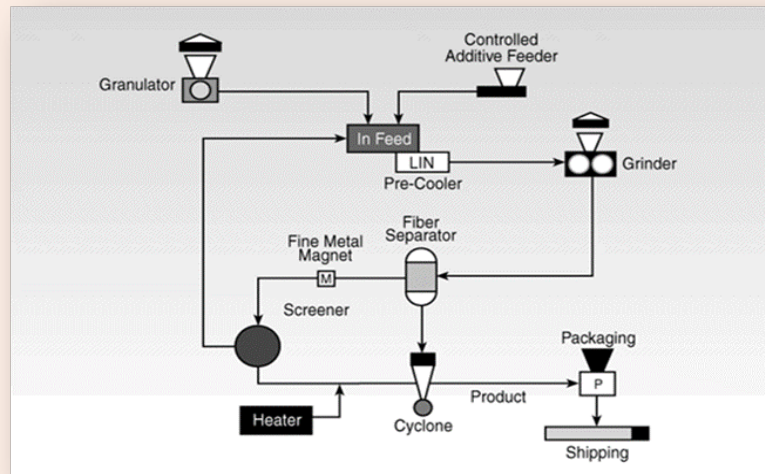 Controlled
Additive Feeder
Granulator
In Feed
LIN
Pre-Cooler
Grinder
Fiber
Separator
Fine Metal
Magnet
M
Screener
Packaging
P
Product
Heater
Cyclone
Shipping